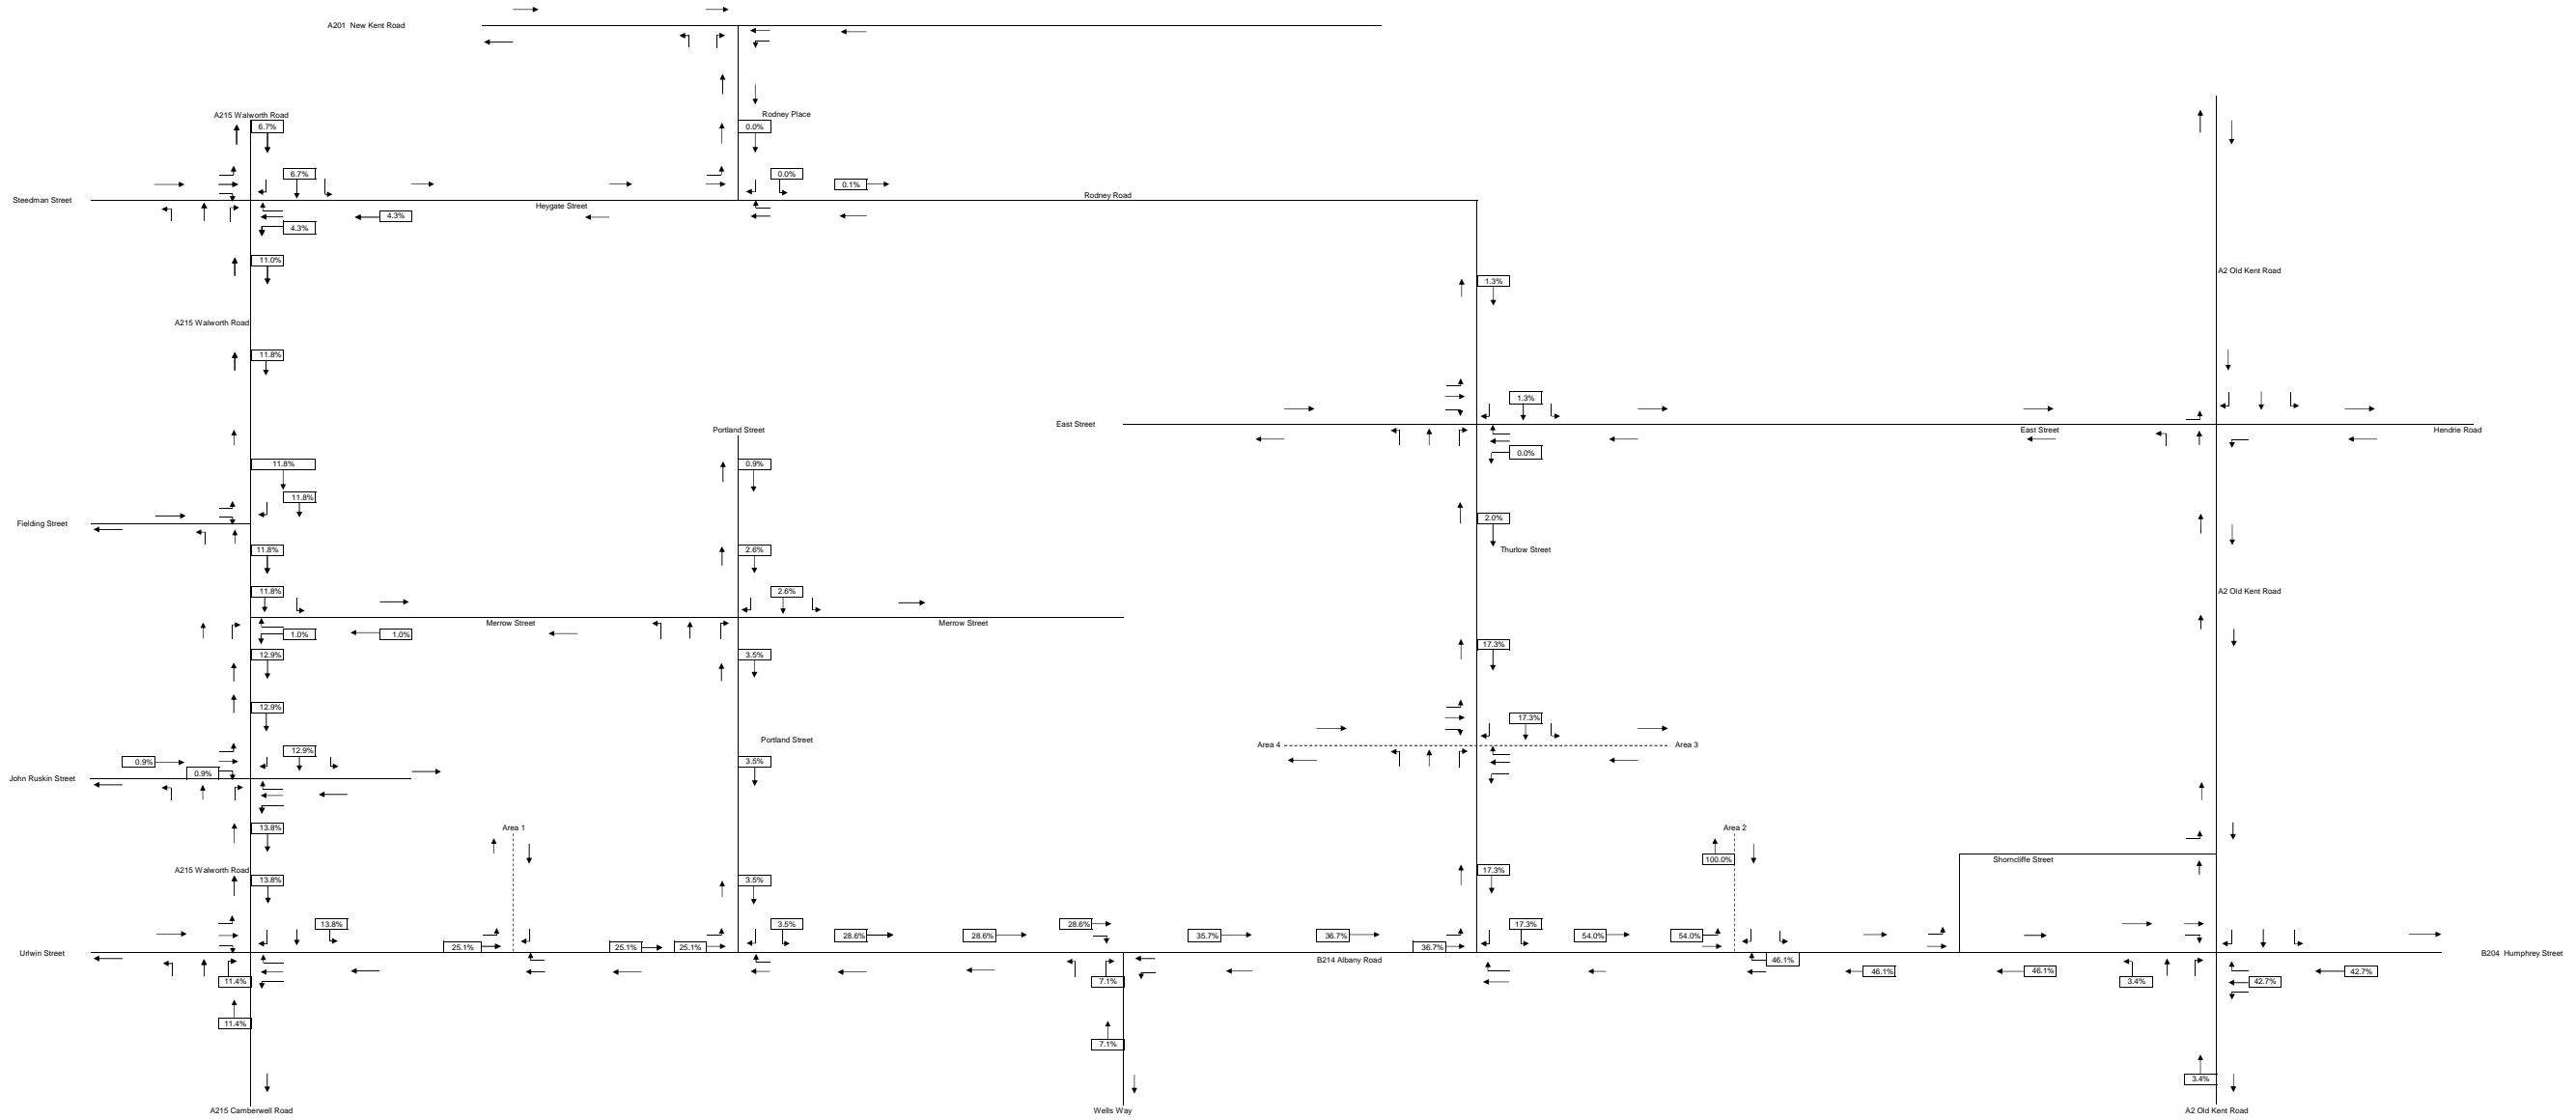 A201 New Kent Road
A215 Walworth Road
6.7%
Rodney Place
0.0%
6.7%
0.0%
0.1%
Steedman Street
Heygate Street
Rodney Road
4.3%
4.3%
11.0%
1.3%
A2 Old Kent Road
A215 Walworth Road
11.8%
1.3%
East Street
Portland Street
East Street
Hendrie Road
0.0%
11.8%
0.9%
11.8%
Fielding Street
2.0%
11.8%
2.6%
Thurlow Street
11.8%
2.6%
A2 Old Kent Road
Merrow Street
Merrow Street
1.0%
1.0%
12.9%
3.5%
17.3%
12.9%
17.3%
Portland Street
Area 4
Area 3
12.9%
0.9%
3.5%
0.9%
John Ruskin Street
13.8%
Area 1
Area 2
100.0%
Shorncliffe Street
A215 Walworth Road
13.8%
3.5%
17.3%
13.8%
3.5%
28.6%
17.3%
28.6%
28.6%
35.7%
36.7%
54.0%
54.0%
25.1%
25.1%
25.1%
36.7%
Urlwin Street
B214 Albany Road
46.1%
B204 Humphrey Street
46.1%
46.1%
42.7%
11.4%
7.1%
3.4%
42.7%
11.4%
7.1%
3.4%
A215 Camberwell Road
Wells Way
A2 Old Kent Road